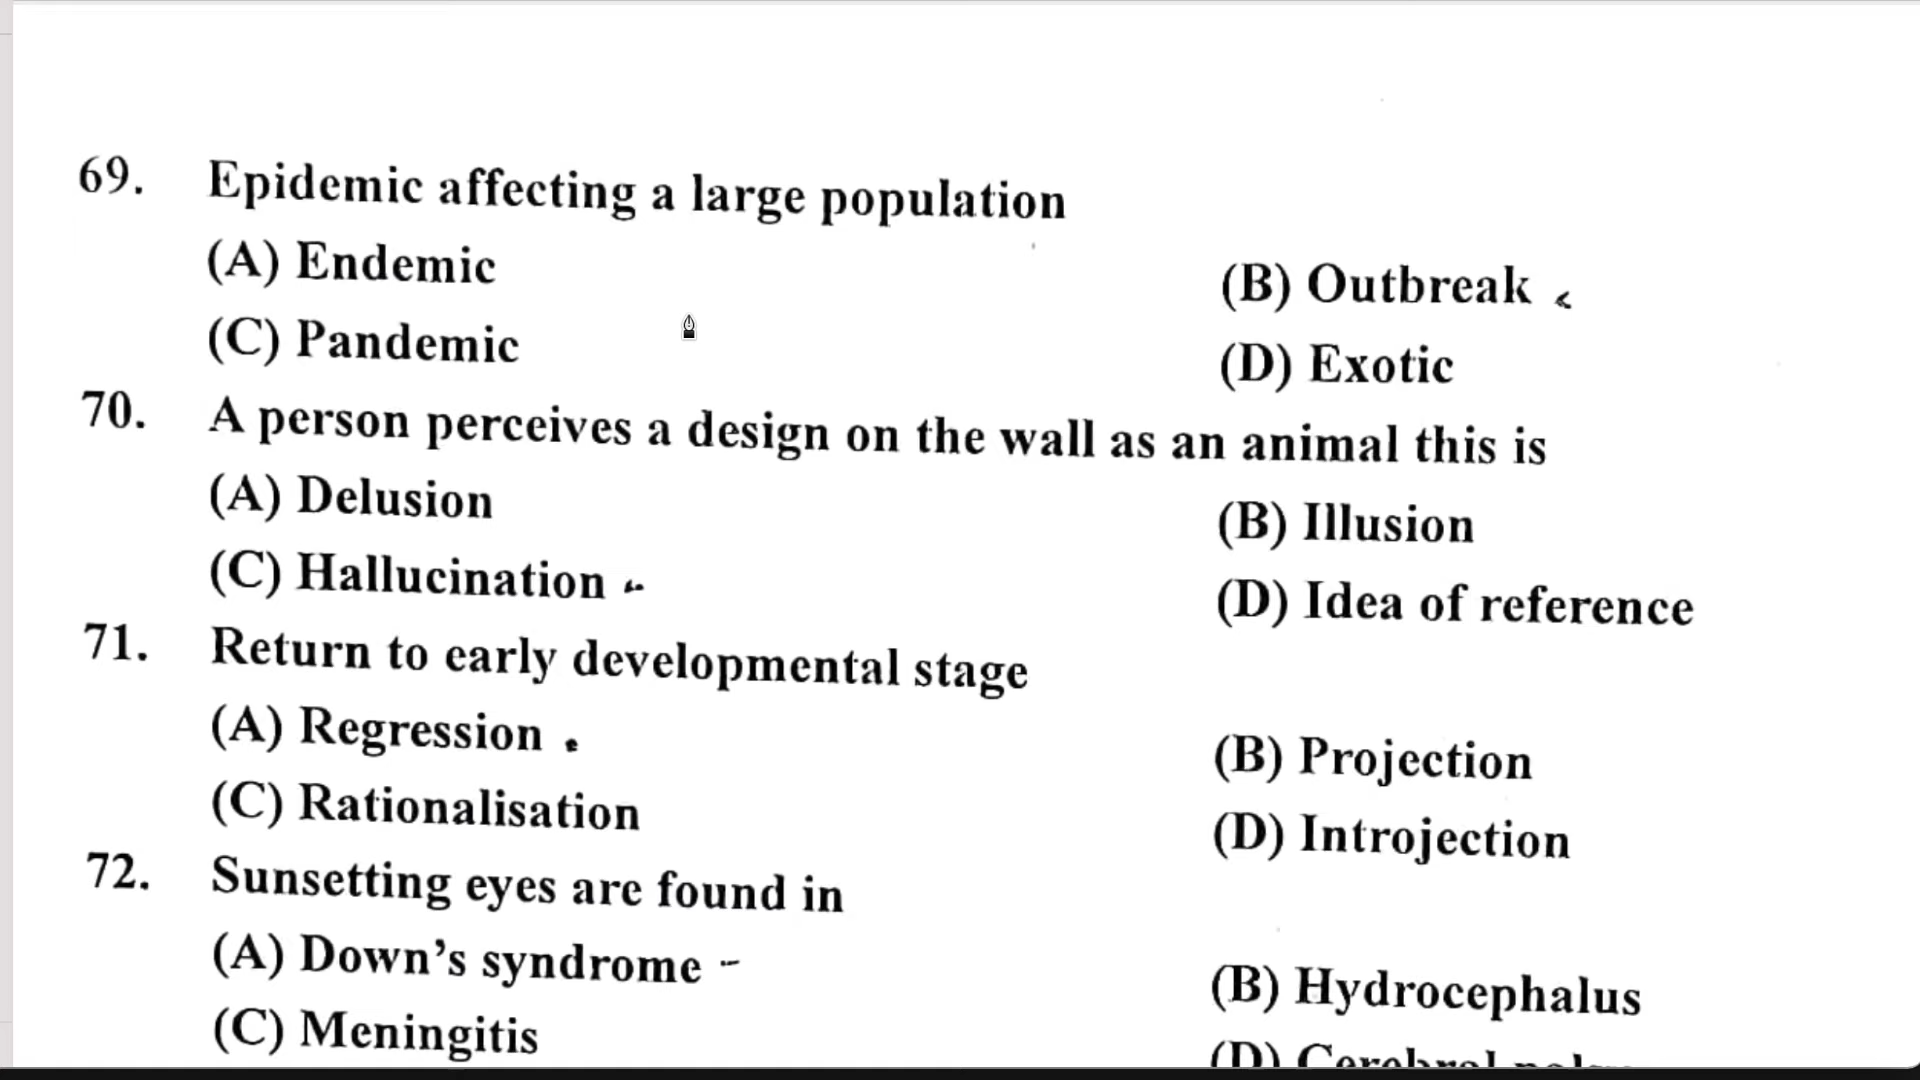 69. Epidemic affecting a large population
(A) Endemic (B) Outbreak
(C) Pandemic (D) Exotic
70. A person perceives a design on the wall as an animal this is
(A) Delusion (B) Illusion
(C) Hallucination (D) Idea of reference
71. Return to early developmental stage
(A) Regression (B) Projection
(C) Rationalisation (D) Introjection
72. Sunsetting eyes are found in
(A) Down's syndrome (B) Hydrocephalus
(C) Meningitis (D) Cerebral